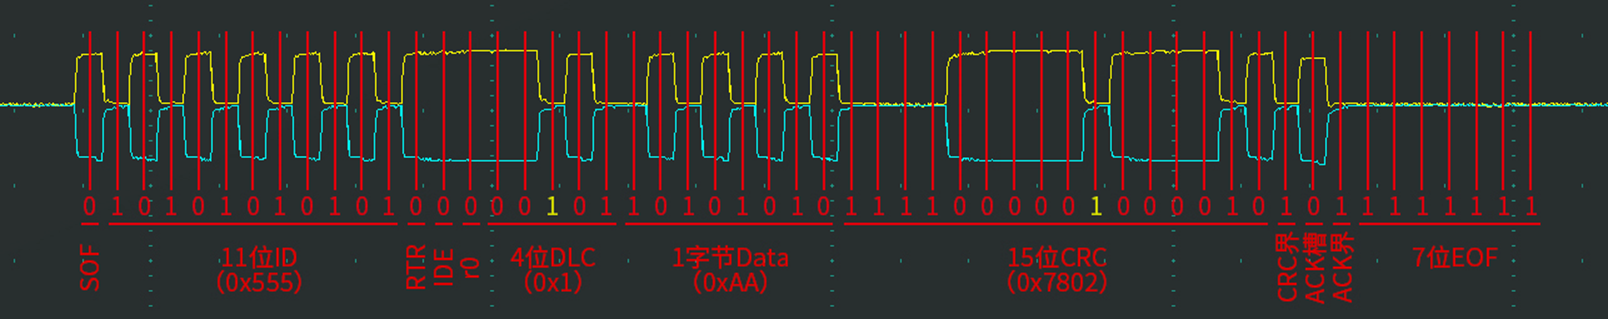 0 1 0 1 0 1 0 1 0 1 0 1 0 0 0 0 0 1 0 1 1 0 1 0 1 0 1 0 1 1 1 1 0 0 0 0 0 1 0 0 0 0 1 0 1 0 1 1 1 1 1 1 1 1
SOF
11位ID
(0x555)
RTR
IDE
r0
4位DLC
(0x1)
1字节Data
(0xAA)
15位CRC
(0x7802)
CRC界
ACK槽
ACK界
7位EOF